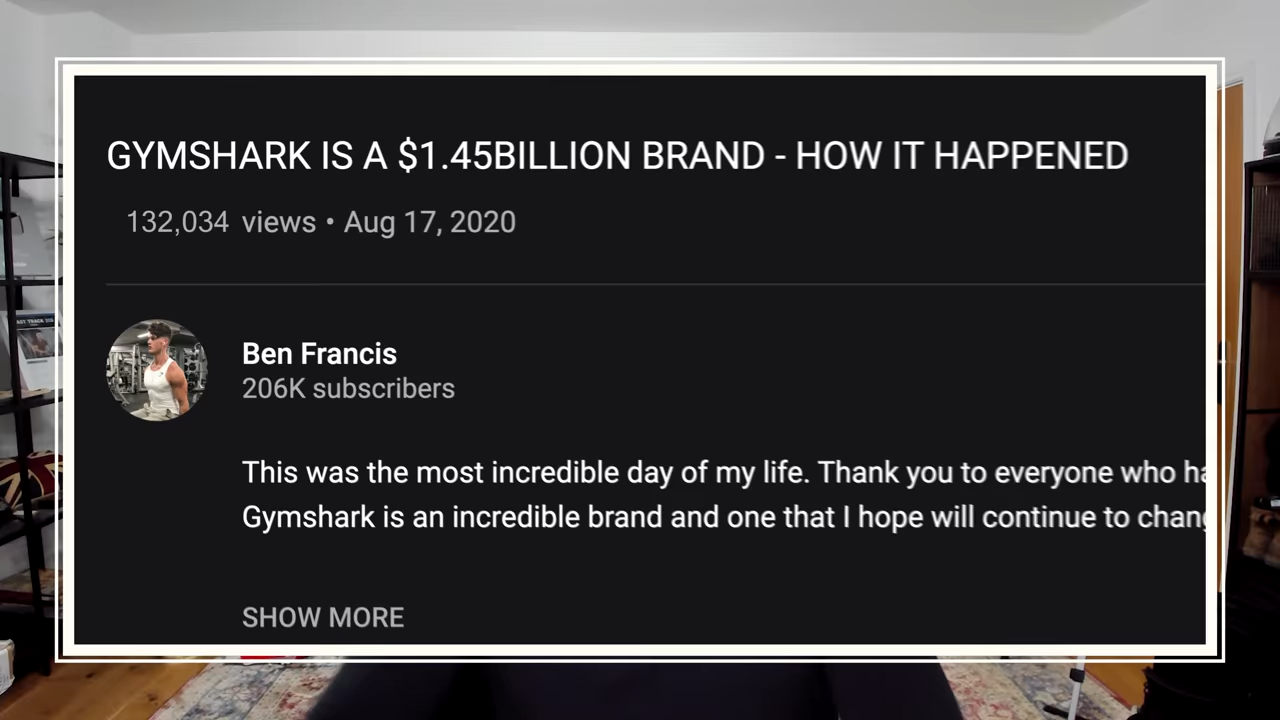 GYMSHARK IS A $1.45BILLION BRAND - HOW IT HAPPENED
132,034 views • Aug 17, 2020
Ben Francis
206K subscribers
This was the most incredible day of my life. Thank you to everyone who ha
Gymshark is an incredible brand and one that I hope will continue to chang
SHOW MORE